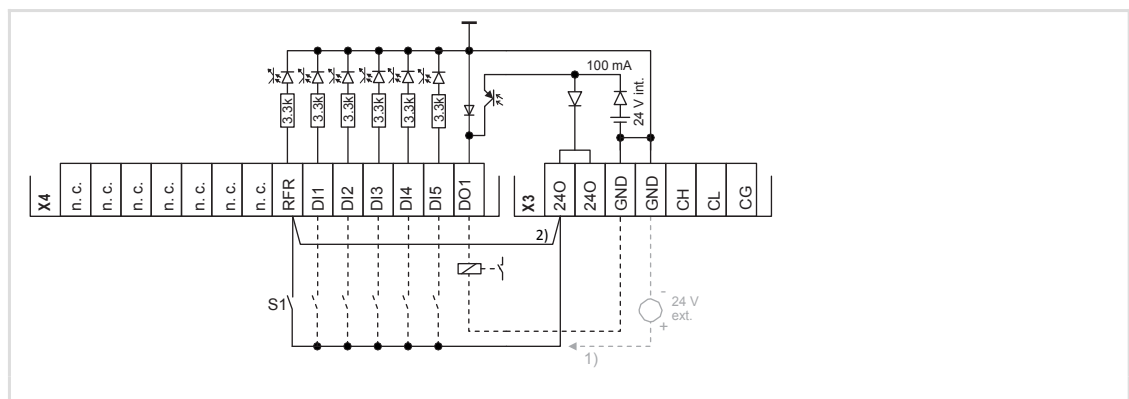 100 mA
3.3k
3.3k
3.3k
3.3k
3.3k
3.3k
24 V int.
X4
n. c.
n. c.
n. c.
n. c.
n. c.
n. c.
n. c.
RFR
DI1
DI2
DI3
DI4
DI5
DO1
X3
24O
24O
GND
GND
CH
CL
CG
2)
S1
-
24 V
ext.
+
1)